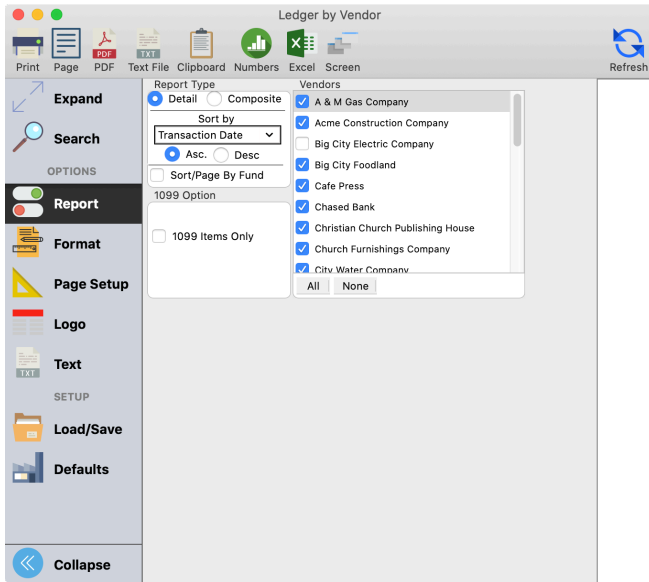 Ledger by Vendor
Print Page PDF Text File Clipboard Numbers Excel Screen Refresh
PDF
TXT
Expand
Search
OPTIONS
Report
Format
Page Setup
Logo
Text
TXT
SETUP
Load/Save
Defaults
Collapse
Report Type
Detail Composite
Sort by
Transaction Date
Asc. Desc
Sort/Page By Fund
1099 Option
1099 Items Only
Vendors
A & M Gas Company
Acme Construction Company
Big City Electric Company
Big City Foodland
Cafe Press
Chased Bank
Christian Church Publishing House
Church Furnishings Company
City Water Company
All None